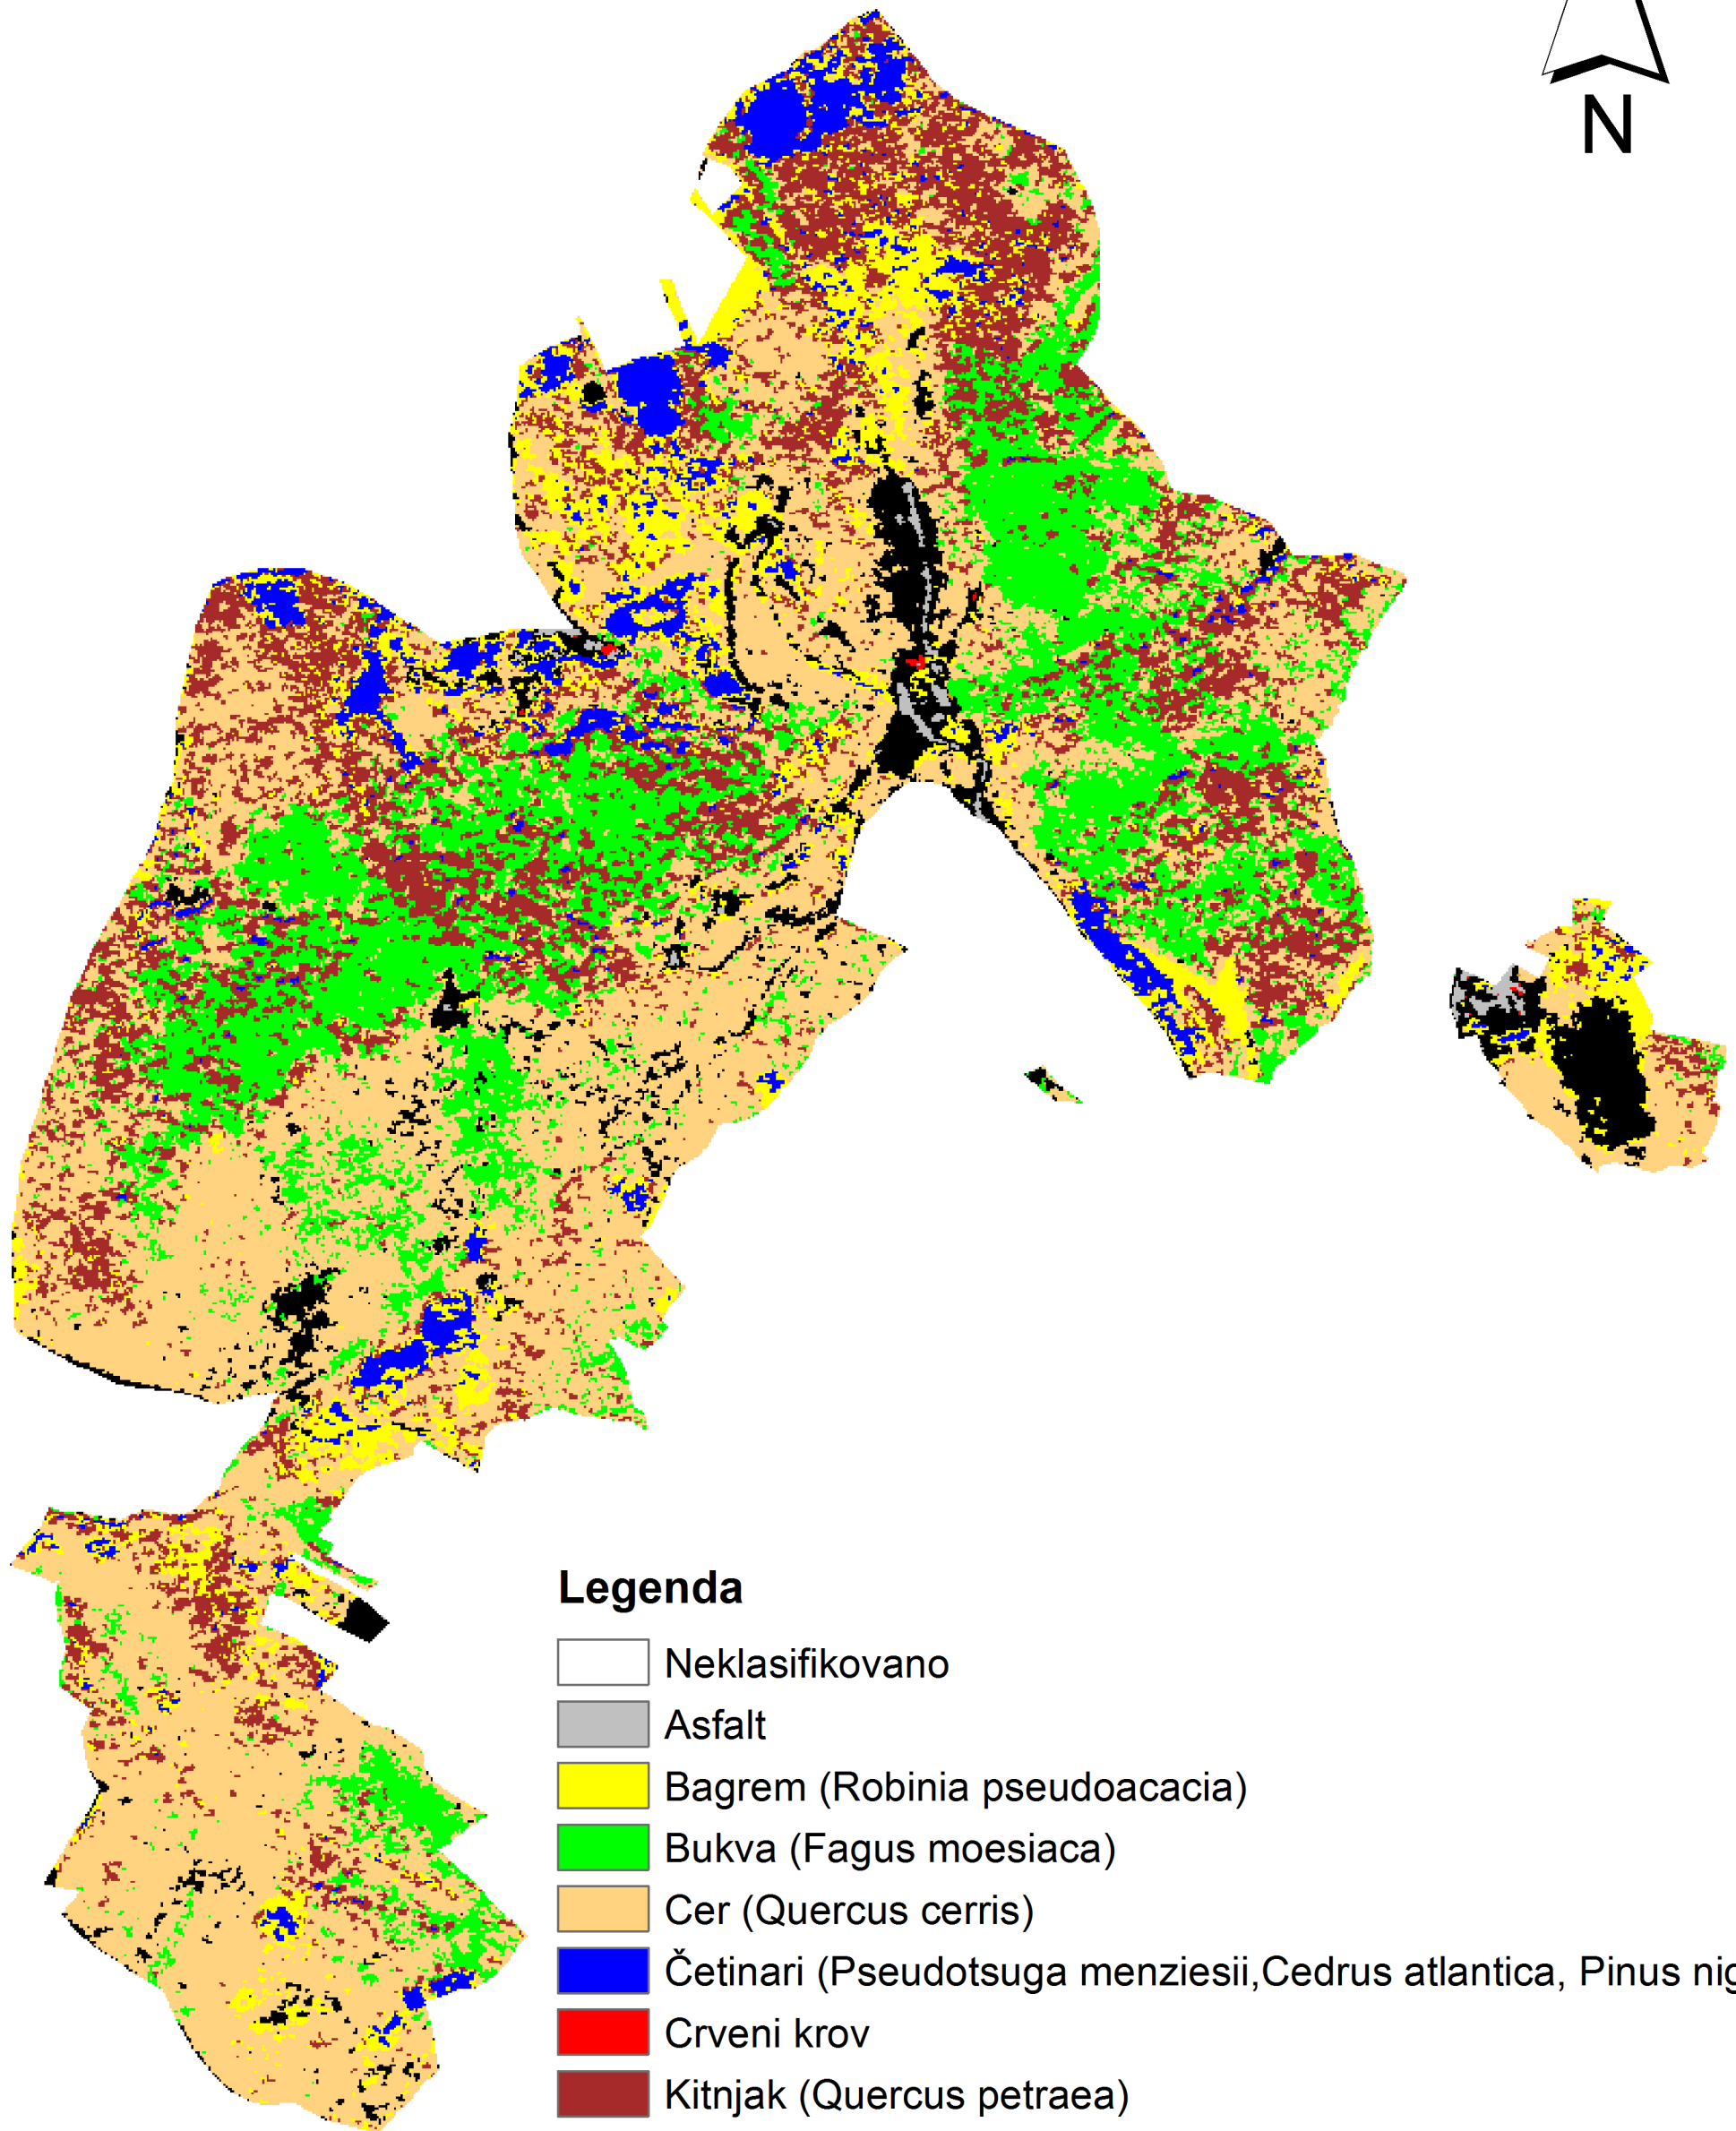 N
Legenda
Neklasifikovano
Asfalt
Bagrem (Robinia pseudoacacia)
Bukva (Fagus moesiaca)
Cer (Quercus cerris)
Četinari (Pseudotsuga menziesii,Cedrus atlantica, Pinus
Crveni krov
Kitnjak (Quercus petraea)